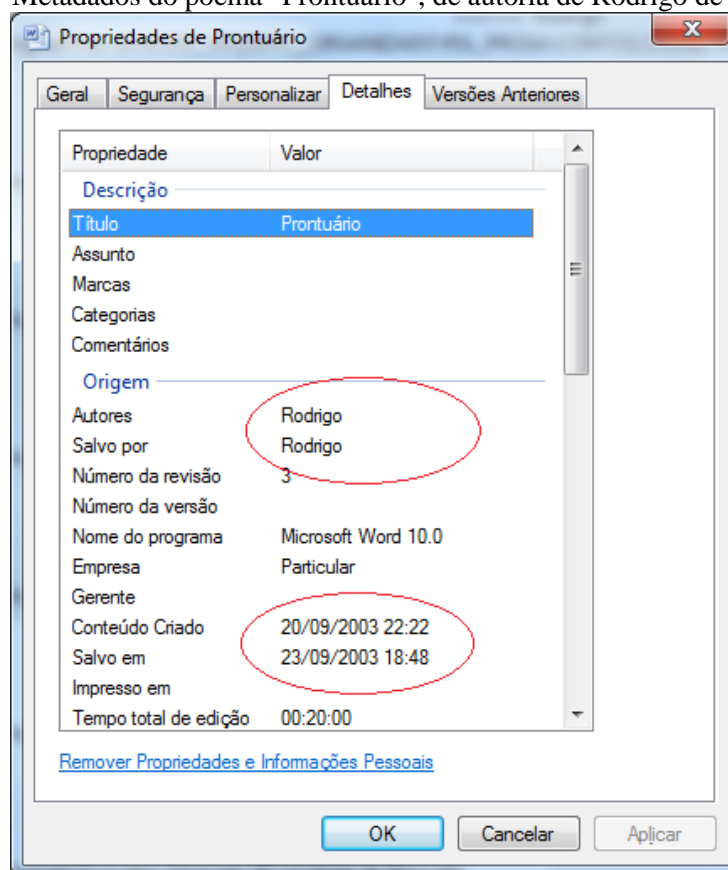 Metadados do poema "Prontuário", de autoria de Rodrigo de
Propriedades de Prontuário
Geral Segurança Personalizar Detalhes Versões Anteriores
Propriedade Valor
Descrição
Título Prontuário
Assunto
Marcas
Categorias
Comentários
Origem
Autores Rodrigo
Salvo por Rodrigo
Número da revisão 3
Número da versão
Nome do programa Microsoft Word 10.0
Empresa Particular
Gerente
Conteúdo Criado 20/09/2003 22:22
Salvo em 23/09/2003 18:48
Impresso em
Tempo total de edição 00:20:00
Remover Propriedades e Informações Pessoais
OK Cancelar Aplicar